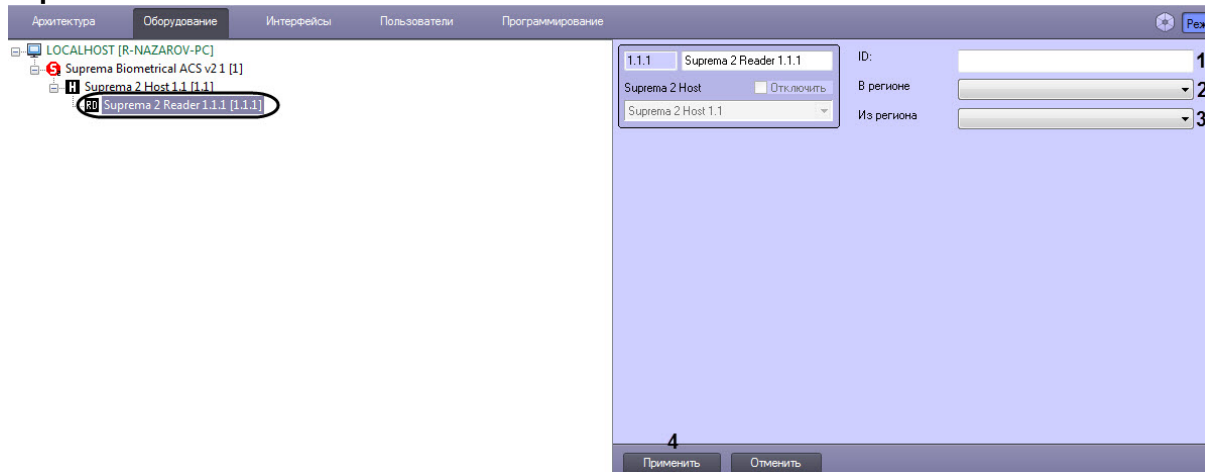 Архитектура Оборудование Интерфейсы Пользователи Программирование
LOCALHOST [R-NAZAROV-PC]
Suprema Biometrical ACS v2 1 [1]
H Suprema 2 Host 1.1 [1.1]
RD Suprema 2 Reader 1.1.1 [1.1.1]
1.1.1 Suprema 2 Reader 1.1.1
Suprema 2 Host Отключить
Suprema 2 Host 1.1
ID: 1
В регионе 2
Из региона 3
4
Применить Отменить